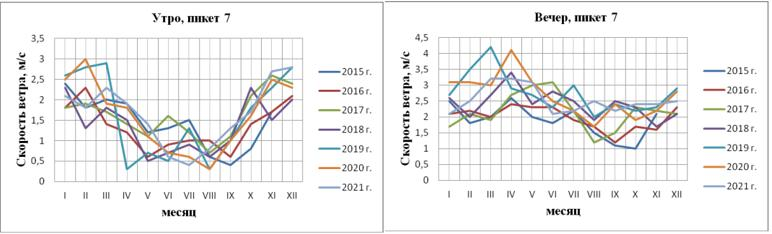 Утро, пикет 7
Скорость ветра, м/с
3,5
3
2,5
2
1,5
1
0,5
0
I II III IV V VI VII VIII IX X XI XII
месяц
2015 г.
2016 г.
2017 г.
2018 г.
2019 г.
2020 г.
2021 г.
Вечер, пикет 7
Скорость ветра, м/с
4,5
4
3,5
3
2,5
2
1,5
1
0,5
0
I II III IV V VI VII VIII IX X XI XII
месяц
2015 г.
2016 г.
2017 г.
2018 г.
2019 г.
2020 г.
2021 г.